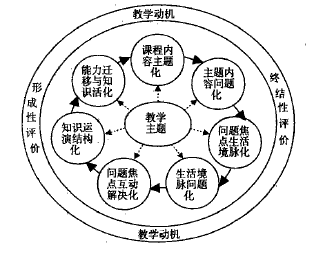 教学动机
课程内
容主题
化
能力迁
移与知
识活化
主题内
容问题
化
形成性评价
终结性评价
教学
主题
知识运
演结构
化
问题焦
点生活
境脉化
问题焦
点互动
解决化
生活境
脉问题
化
教学动机